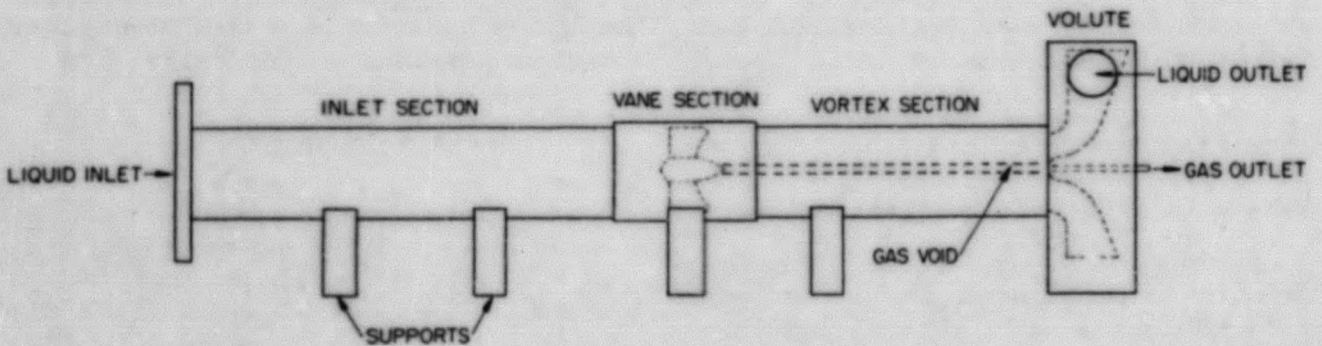 VOLUTE
LIQUID OUTLET
INLET SECTION
VANE SECTION
VORTEX SECTION
LIQUID INLET
GAS OUTLET
GAS VOID
SUPPORTS